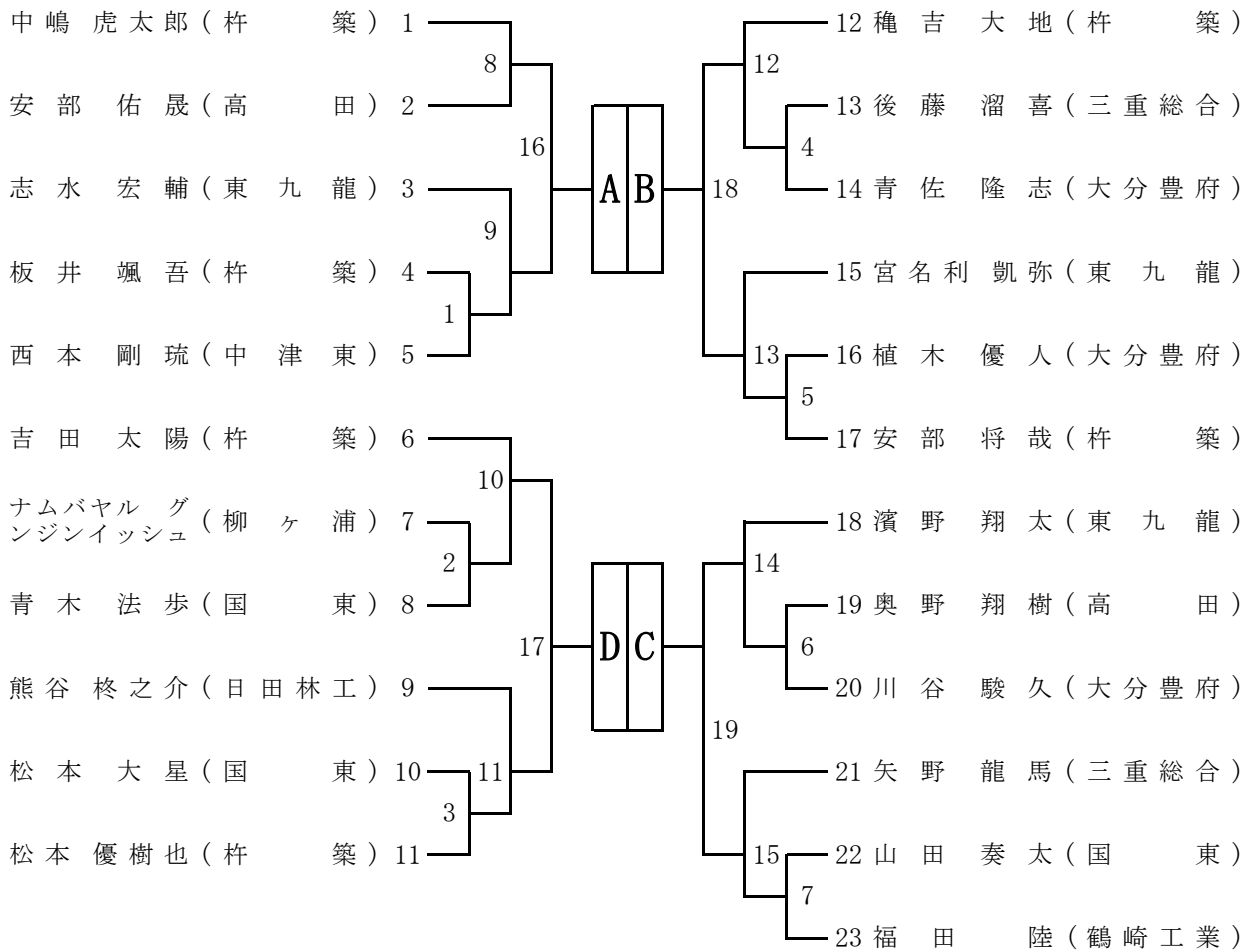 中嶋 虎太郎（杵 築）1
安部 佑晟（高 田）2
志水 宏輔（東九龍）3
板井 颯吾（杵 築）4
西本 剛琉（中津東）5
吉田 太陽（杵 築）6
ナムバヤル グ
ンジンイッシュ（柳ヶ浦）7
青木 法歩（国 東）8
熊谷 柊之介（日田林工）9
松本 大星（国 東）10
松本 優樹也（杵 築）11
8
16
9
1
10
2
17
11
3
A B
D C
12 穐吉 大地（杵 築）
13 後藤 溜喜（三重総合）
14 青佐 隆志（大分豊府）
15 宮名利 凱弥（東九龍）
16 植木 優人（大分豊府）
17 安部 将哉（杵 築）
18 濱野 翔太（東九龍）
19 奥野 翔樹（高 田）
20 川谷 駿久（大分豊府）
21 矢野 龍馬（三重総合）
22 山田 奏太（国 東）
23 福田 陸（鶴崎工業）
12
4
18
13
5
14
6
19
15
7